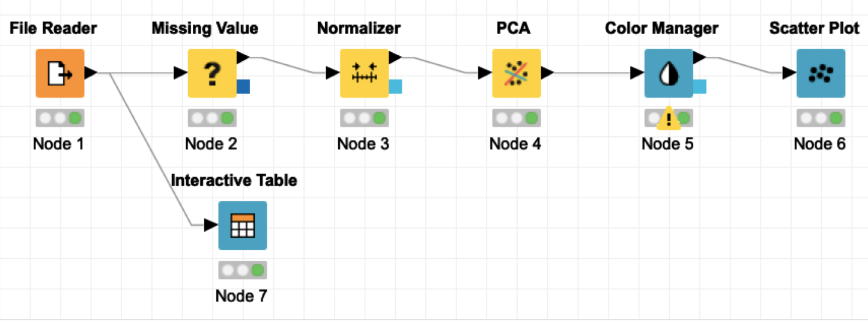 File Reader
Missing Value
Normalizer
PCA
Color Manager
Scatter Plot
?
Node 1
Node 2
Node 3
Node 4
Node 5
Node 6
Interactive Table
Node 7